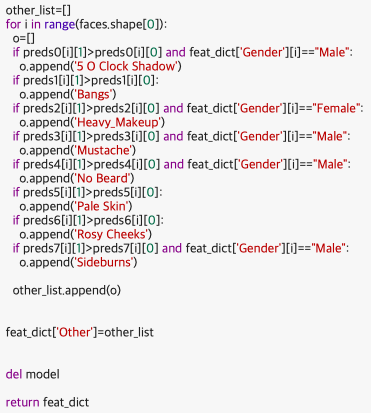 other_list=[]
for i in range(faces.shape[0]):
  o=[]
  if preds0[i][1]>preds0[i][0] and feat_dict['Gender'][i]=="Male":
    o.append('5 O Clock Shadow')
  if preds1[i][1]>preds1[i][0]:
    o.append('Bangs')
  if preds2[i][1]>preds2[i][0] and feat_dict['Gender'][i]=="Female":
    o.append('Heavy_Makeup')
  if preds3[i][1]>preds3[i][0] and feat_dict['Gender'][i]=="Male":
    o.append('Mustache')
  if preds4[i][1]>preds4[i][0] and feat_dict['Gender'][i]=="Male":
    o.append('No Beard')
  if preds5[i][1]>preds5[i][0]:
    o.append('Pale Skin')
  if preds6[i][1]>preds6[i][0]:
    o.append('Rosy Cheeks')
  if preds7[i][1]>preds7[i][0] and feat_dict['Gender'][i]=="Male":
    o.append('Sideburns')
  other_list.append(o)
feat_dict['Other']=other_list
del model
return feat_dict